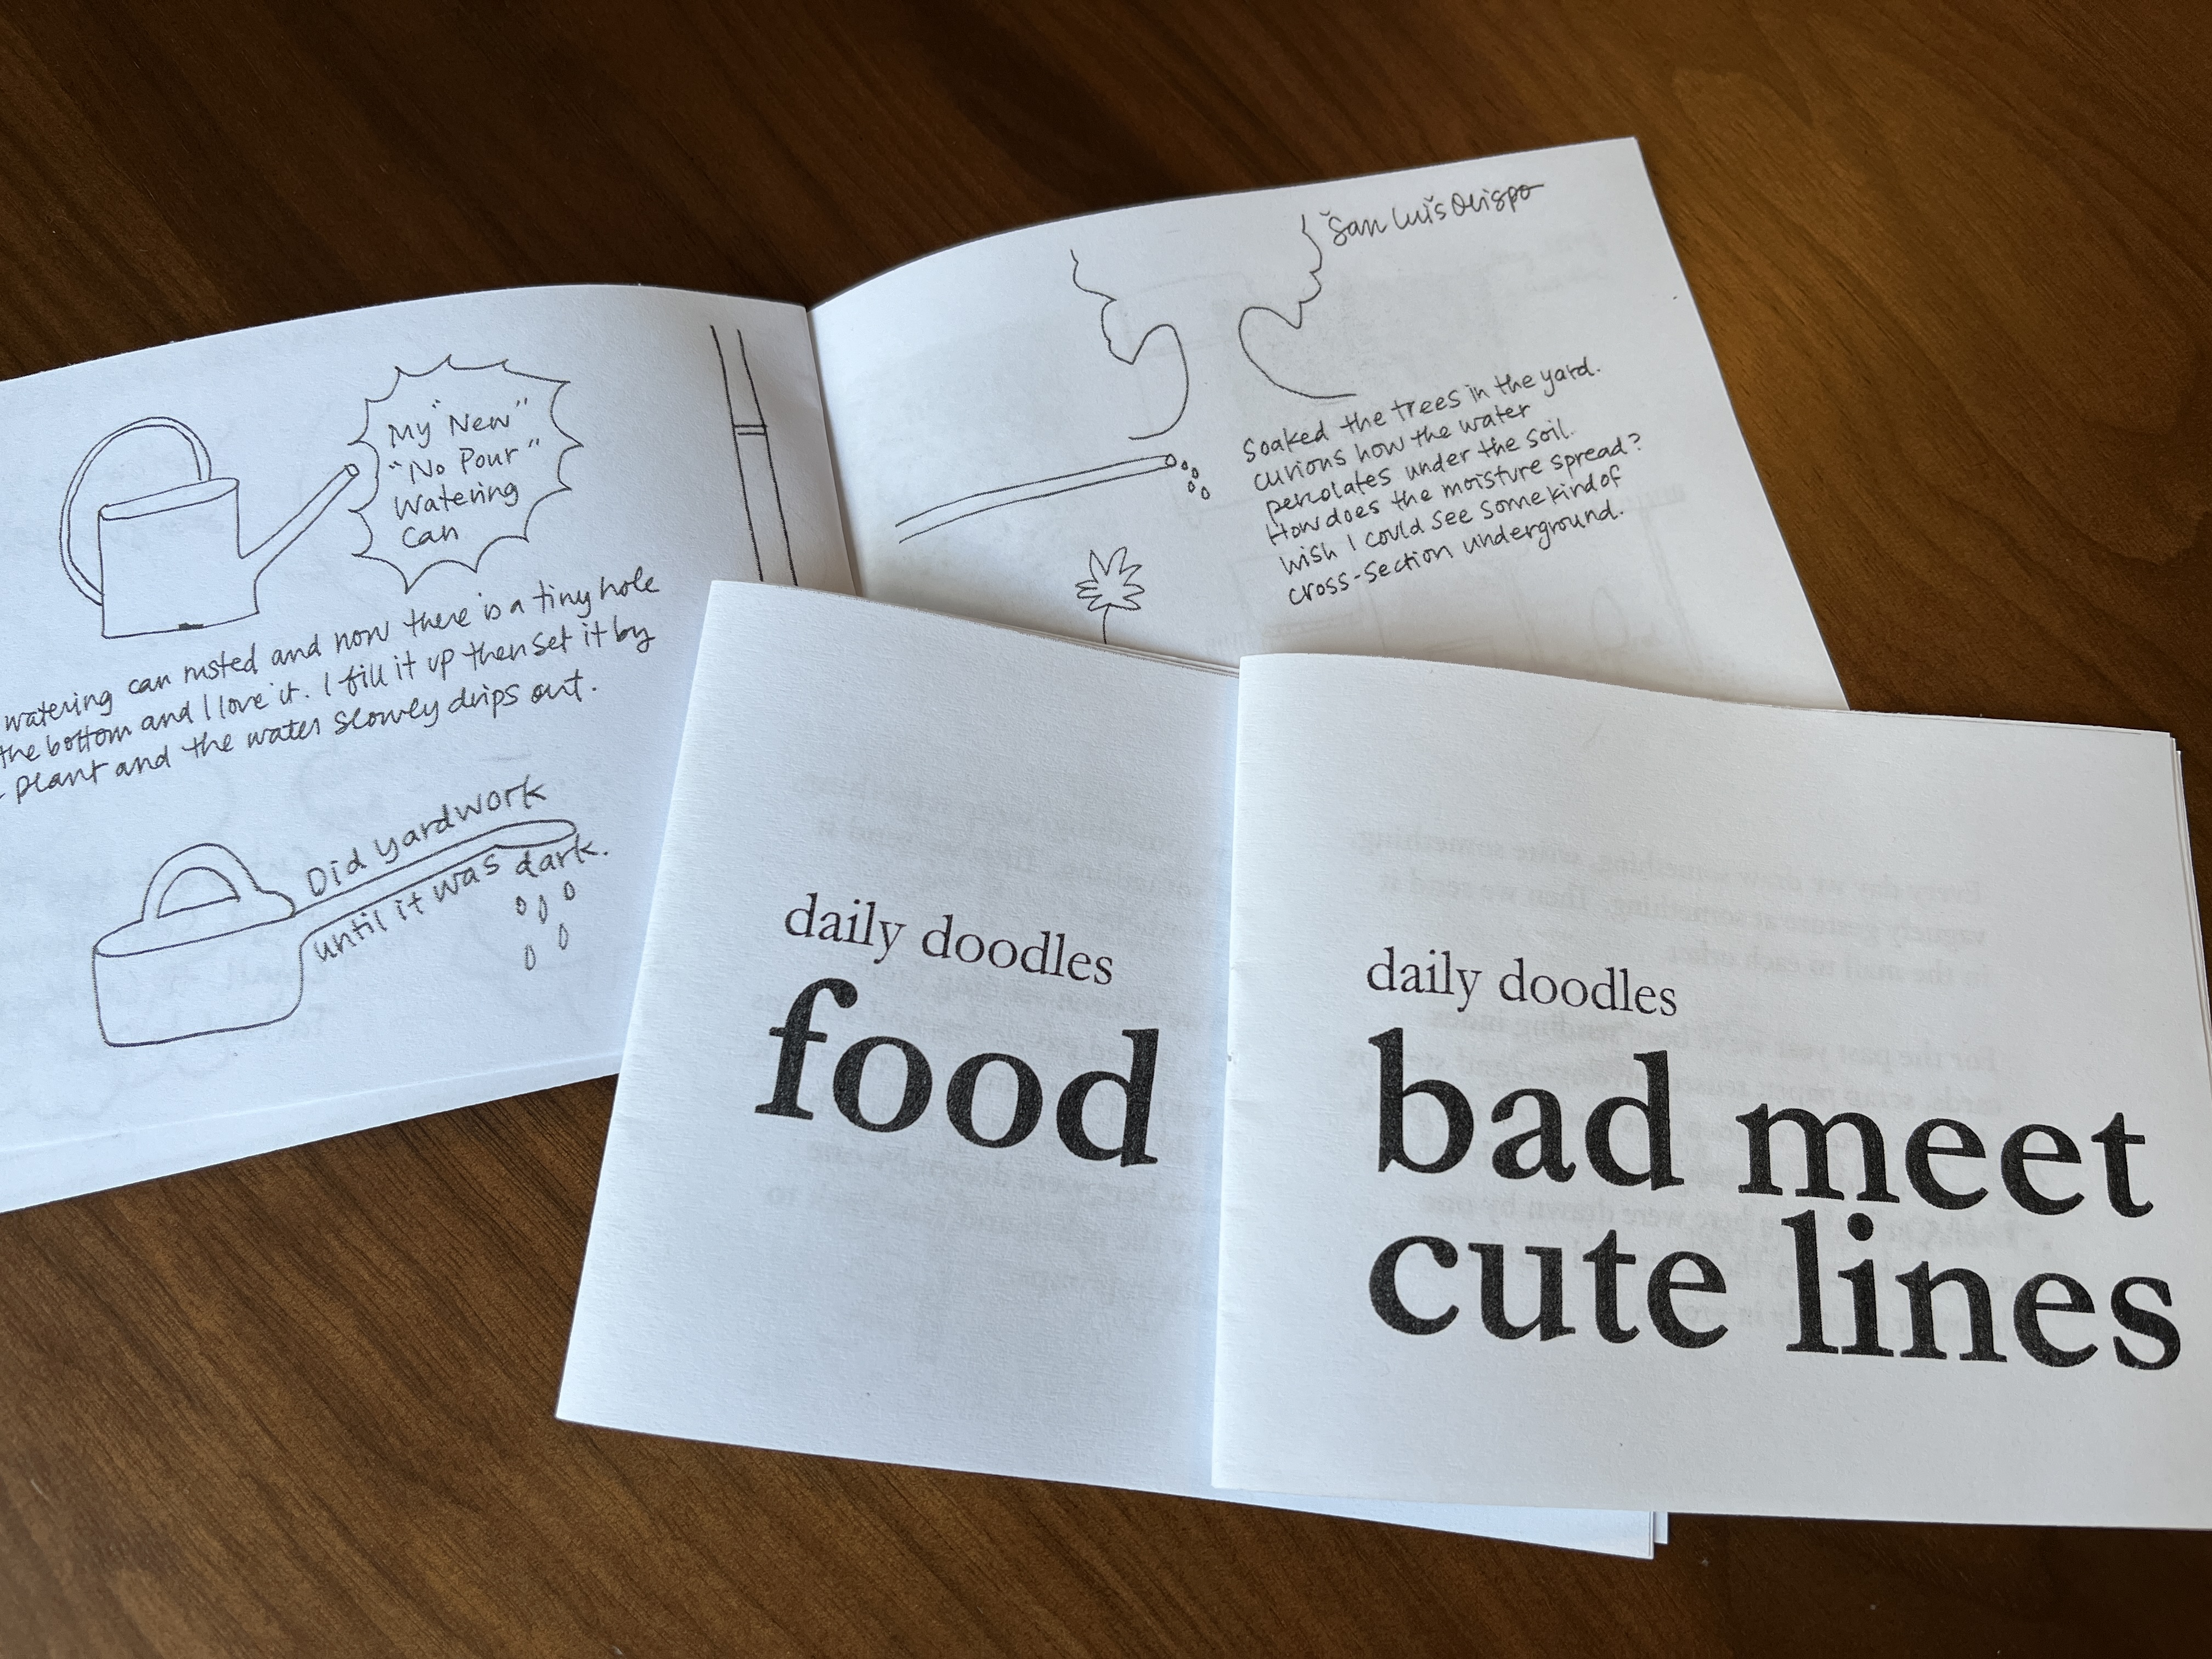 My "New"
"No Pour"
Watering
Can
watering can rusted and now there is a tiny hole
the bottom and I love it. I fill it up then set it by
plant and the water slowly drips out.
Did yardwork
until it was dark.
San Luis Obispo
Soaked the trees in the yard.
curious how the water
percolates under the soil.
How does the moisture spread?
Wish I could see some kind of
cross-section underground.
daily doodles
food
daily doodles
bad meet
cute lines